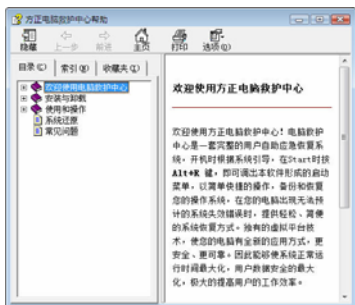 方正电脑救护中心帮助
隐藏 上一步 前进 主页 打印 选项(O)
目录(C) 索引(N) 收藏夹(I)
欢迎使用电脑救护中心
安装与卸载
使用和操作
系统还原
常见问题
欢迎使用方正电脑救护中心
欢迎使用方正电脑救护中心！电脑救护
中心是一套完整的用户自助应急恢复系
统，开机时根据系统引导，在Start时按
Alt+R 键，即可调出本软件形成的启动
菜单，以简单快捷的操作，备份和恢复
您的操作系统，在您的电脑出现无法预
计的系统失效错误时，提供轻松、简便
的系统恢复方式。独有的虚拟平台技
术，使您的电脑有全新的应用方式，更
安全、更可靠。因此能够使系统正常运
行时间最大化，用户数据安全的最大
化，极大的提高用户的工作效率。